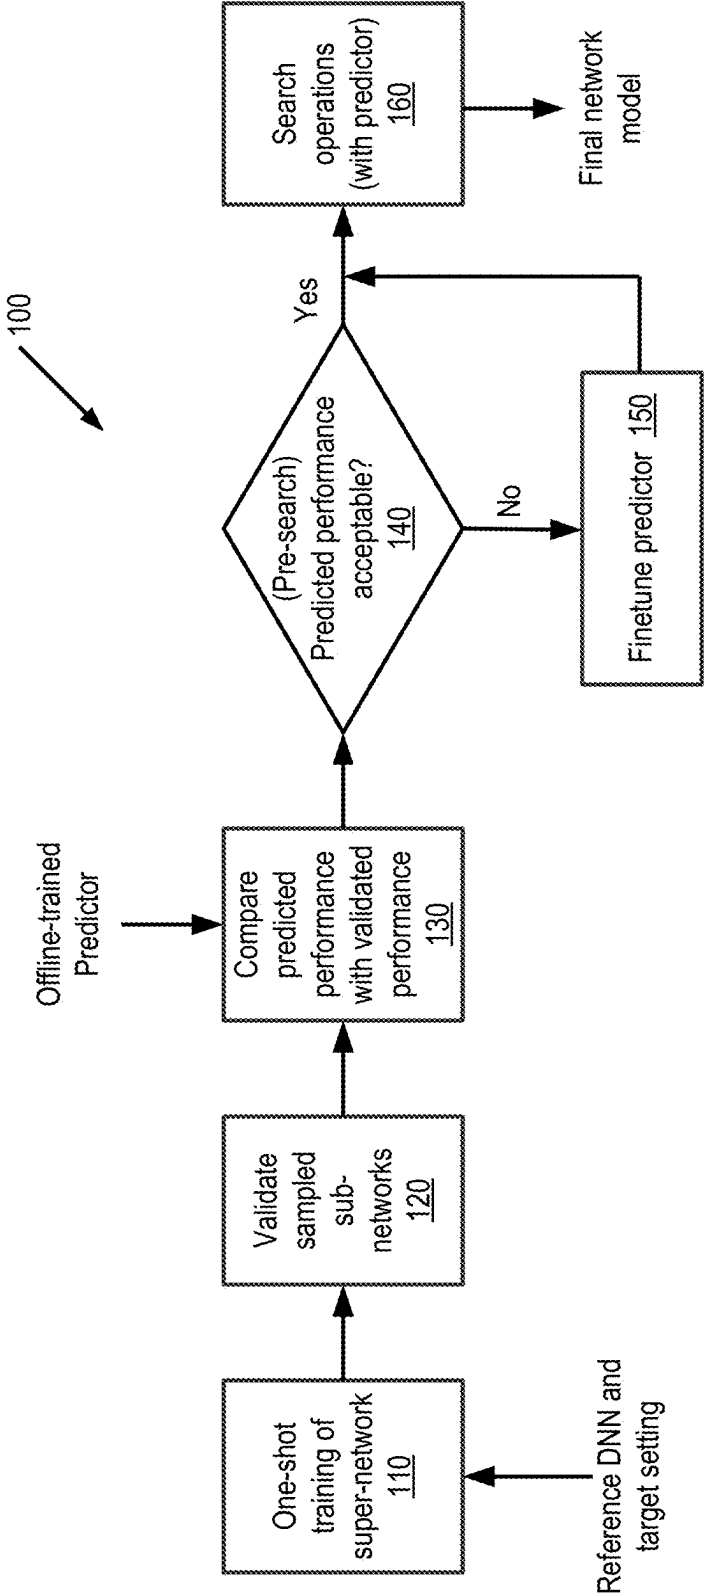 100
Reference DNN and
target setting
One-shot
training of
super-network
110
Validate
sampled
sub-
networks
120
Offline-trained
Predictor
Compare
predicted
performance
with validated
performance
130
(Pre-search)
Predicted performance
acceptable?
140
Yes
No
Finetune predictor 150
Search
operations
(with predictor)
160
Final network
model